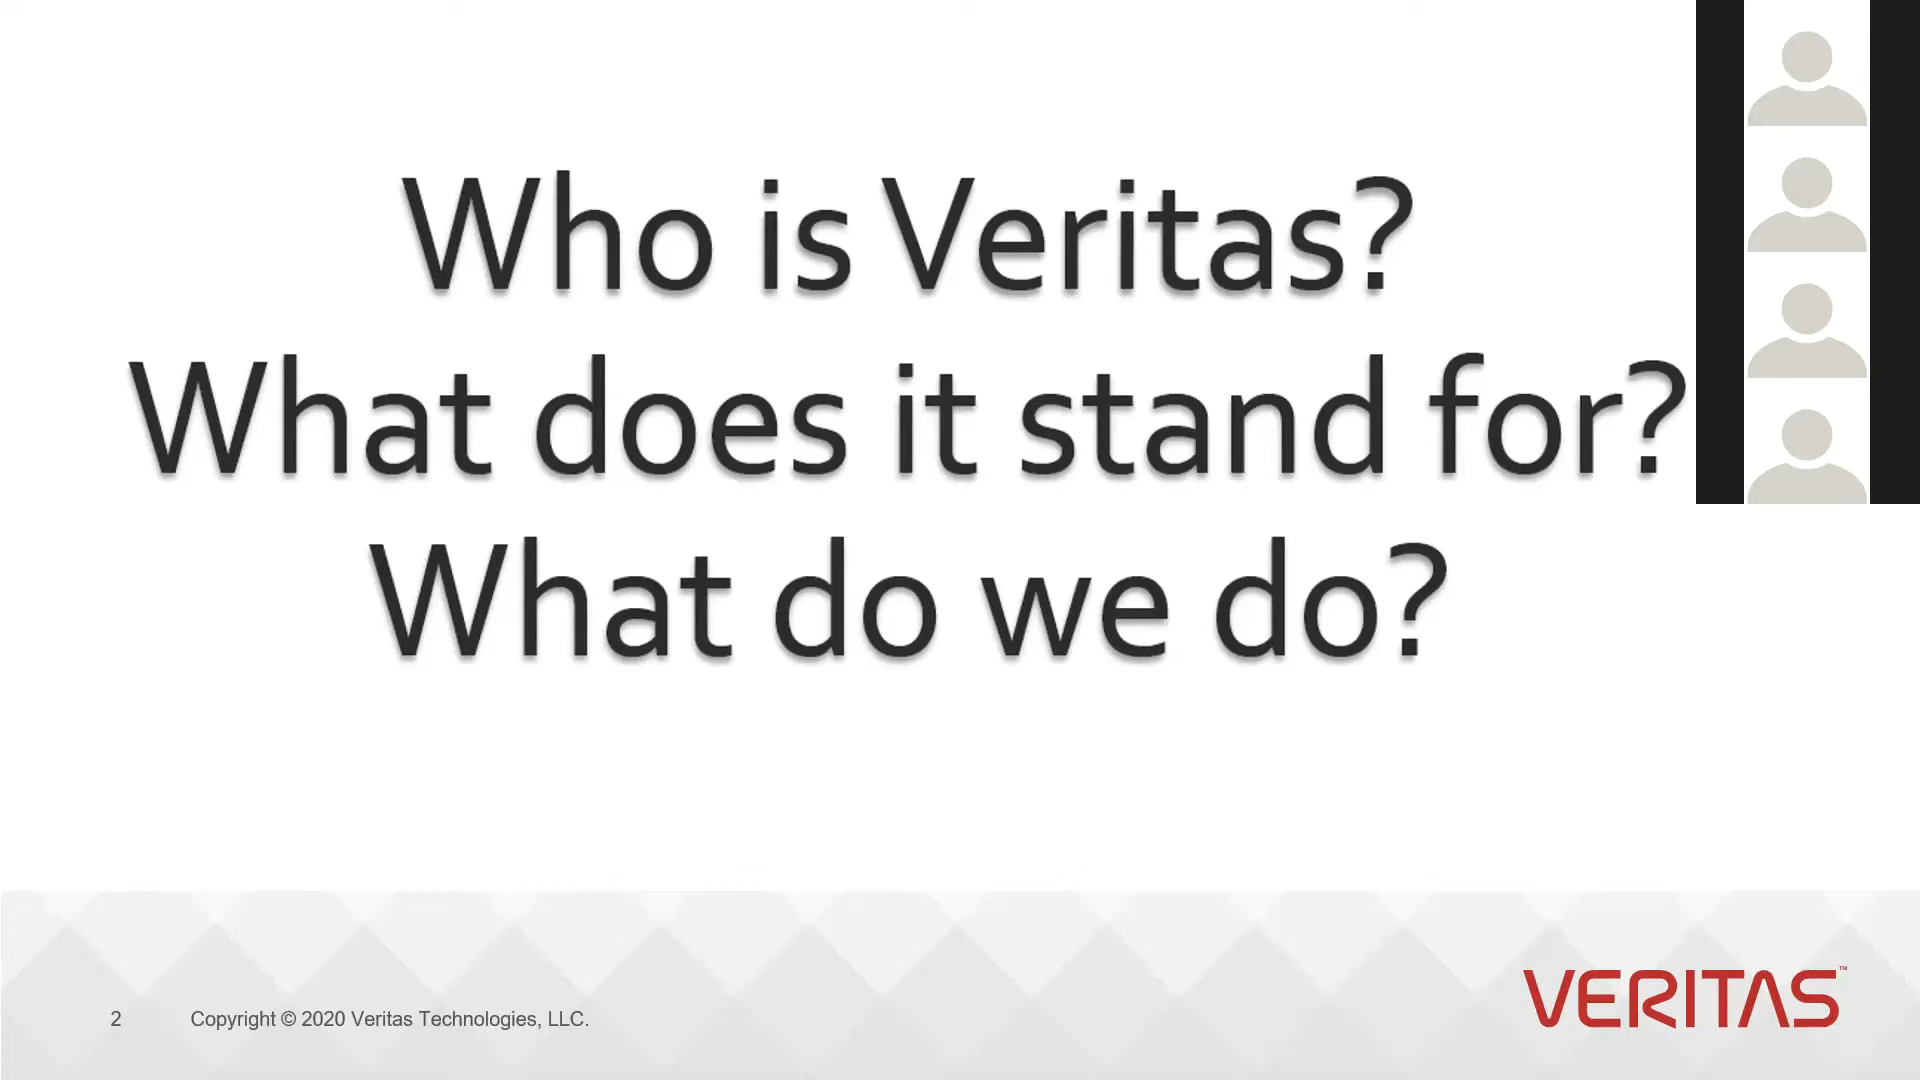 Who is Veritas?
What does it stand for?
What do we do?
2 Copyright © 2020 Veritas Technologies, LLC.
VERITAS™